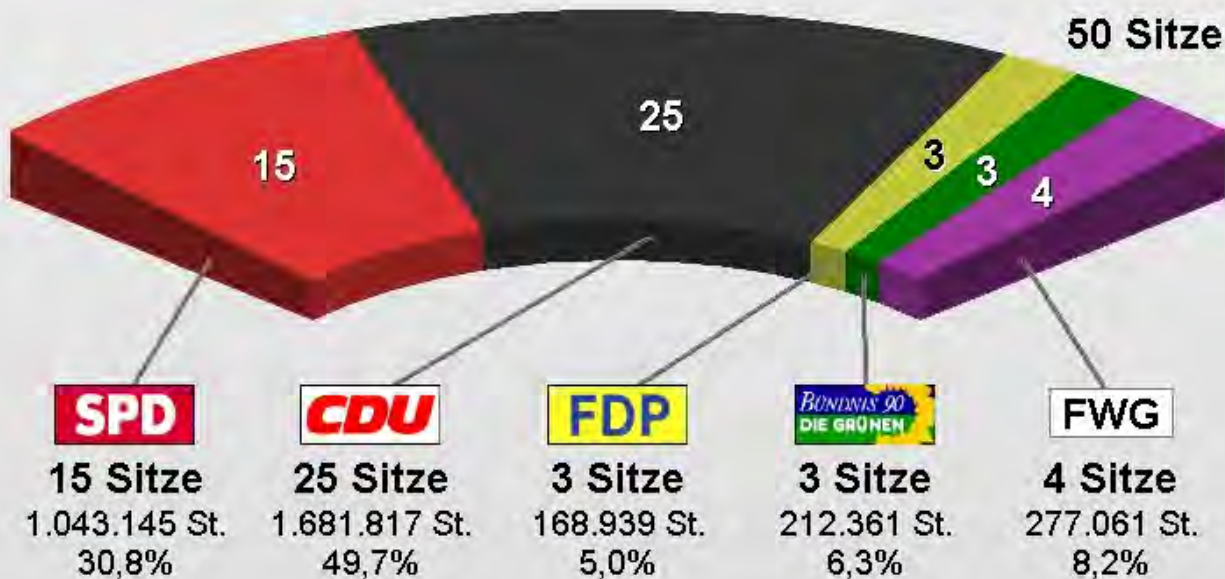 50 Sitze
15
25
3
3
4
SPD
CDU
FDP
BÜNDNIS 90
DIE GRÜNEN
FWG
15 Sitze
25 Sitze
3 Sitze
3 Sitze
4 Sitze
1.043.145 St.
1.681.817 St.
168.939 St.
212.361 St.
277.061 St.
30,8%
49,7%
5,0%
6,3%
8,2%